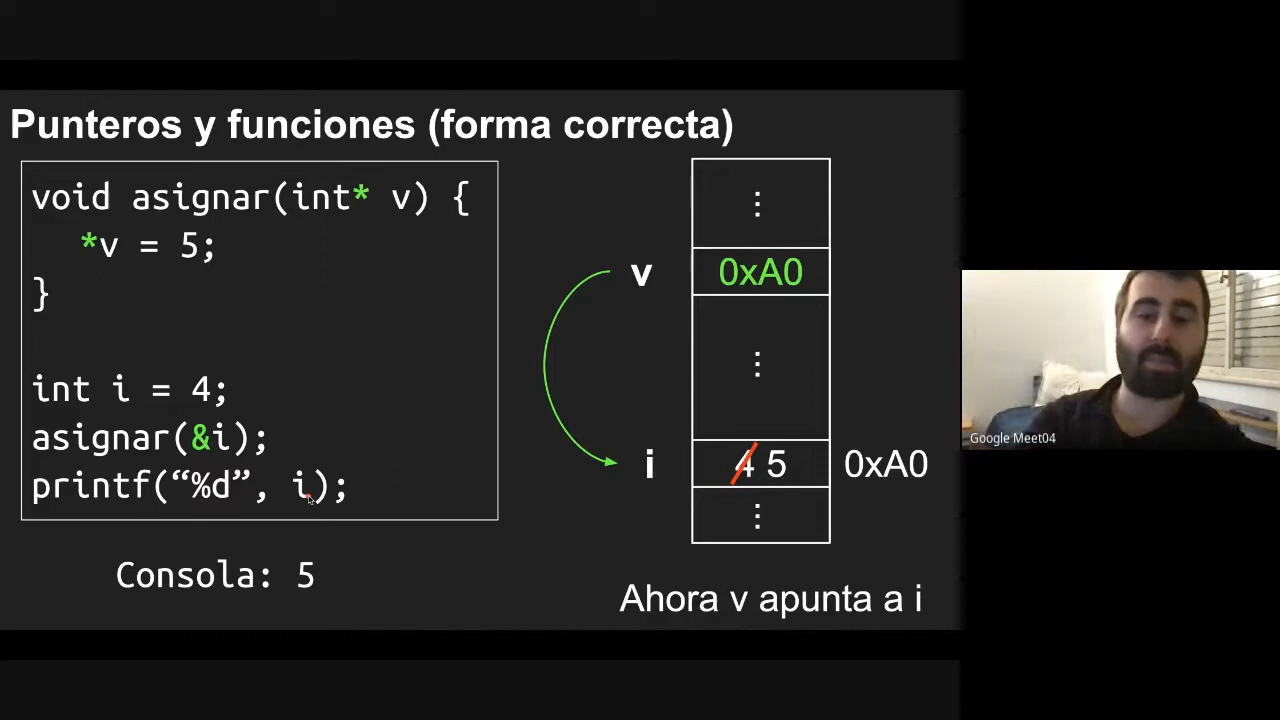 Punteros y funciones (forma correcta)
void asignar(int* v) {
*v = 5;
}
int i = 4;
asignar(&i);
printf(“%d”, i);
Consola: 5
⋮
v 0xA0
⋮
i 4 5 0xA0
⋮
Ahora v apunta a i
Google Meet04